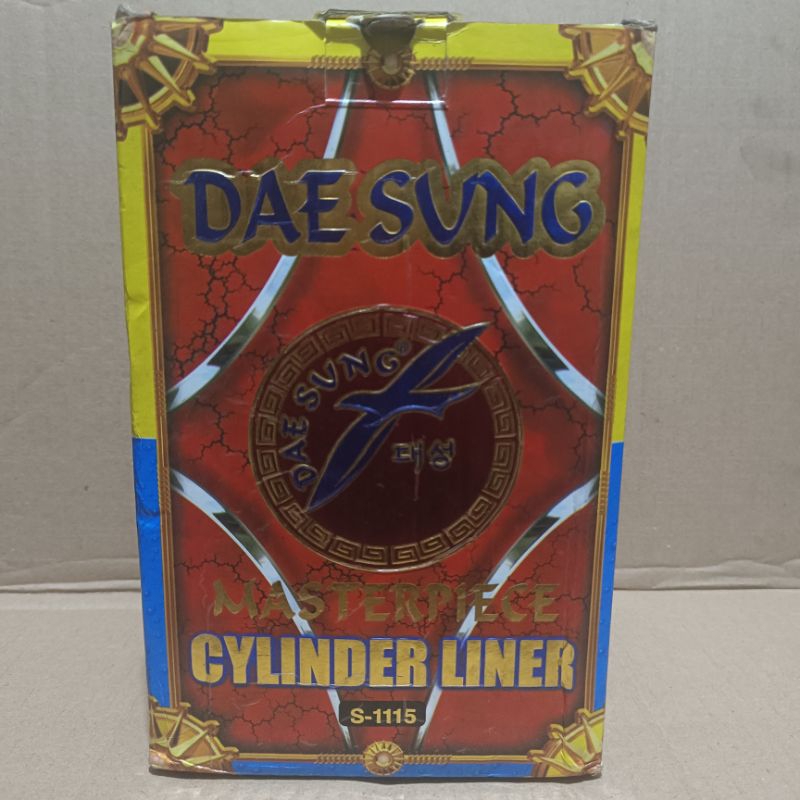 DAE SUNG
DAE SUNG®
대성
MASTERPIECE
CYLINDER LINER
S-1115